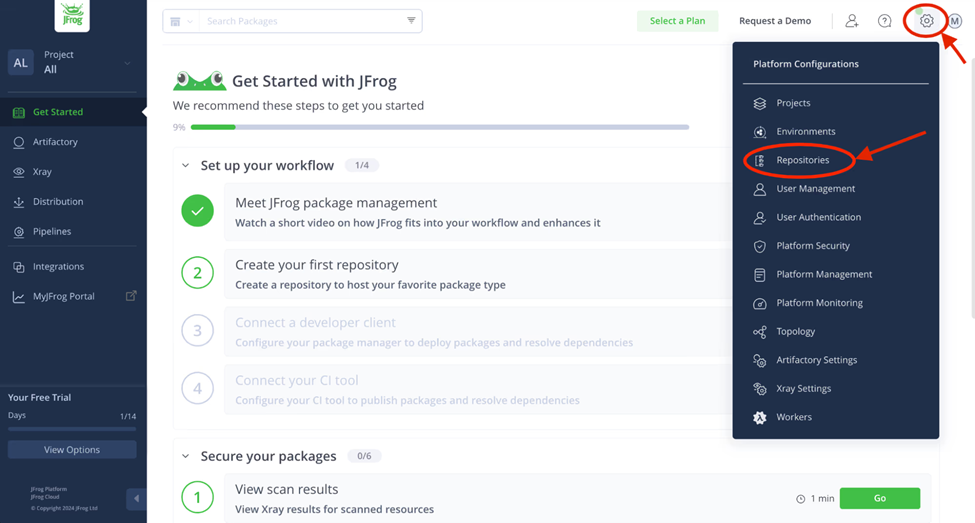 JFrog
Search Packages
Select a Plan
Request a Demo
M
AL
Project
All
Get Started
Artifactory
Xray
Distribution
Pipelines
Integrations
MyJFrog Portal
Your Free Trial
Days
1/14
View Options
JFrog Platform
JFrog Cloud
© Copyright 2024 JFrog Ltd
Get Started with JFrog
We recommend these steps to get you started
9%
Set up your workflow
1/4
Meet JFrog package management
Watch a short video on how JFrog fits into your workflow and enhances it
2
Create your first repository
Create a repository to host your favorite package type
3
Connect a developer client
Configure your package manager to deploy packages and resolve dependencies
4
Connect your CI tool
Configure your CI tool to publish packages and resolve dependencies
Secure your packages
0/6
1
View scan results
View Xray results for scanned resources
1 min
Go
Platform Configurations
Projects
Environments
Repositories
User Management
User Authentication
Platform Security
Platform Management
Platform Monitoring
Topology
Artifactory Settings
Xray Settings
Workers